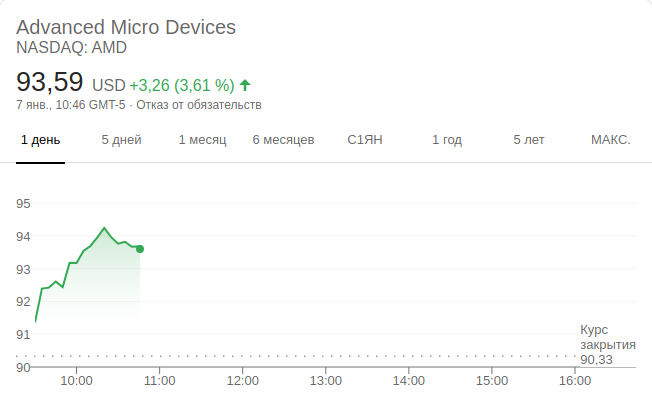 Advanced Micro Devices
NASDAQ: AMD
93,59 USD +3,26 (3,61 %) ↑
7 янв., 10:46 GMT-5 · Отказ от обязательств
1 день 5 дней 1 месяц 6 месяцев С1ЯН 1 год 5 лет МАКС.
95
94
93
92
91
90
Курс
закрытия
90,33
10:00 11:00 12:00 13:00 14:00 15:00 16:00